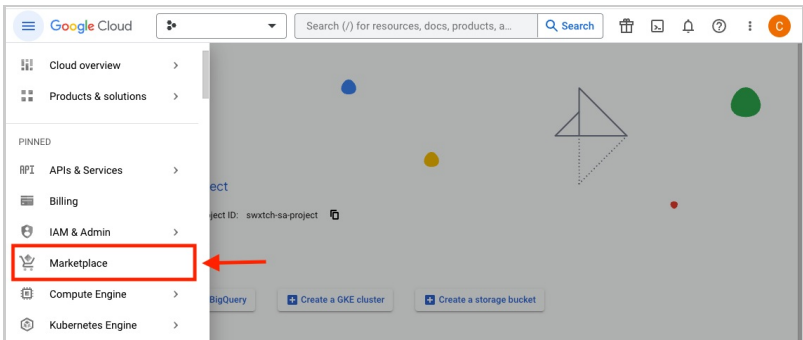 Google Cloud
Search (/) for resources, docs, products, a...
Search
C
Cloud overview
Products & solutions
PINNED
API APIs & Services
Billing
IAM & Admin
Marketplace
Compute Engine
Kubernetes Engine
ect
oject ID: swxtch-sa-project
BigQuery
Create a GKE cluster
Create a storage bucket